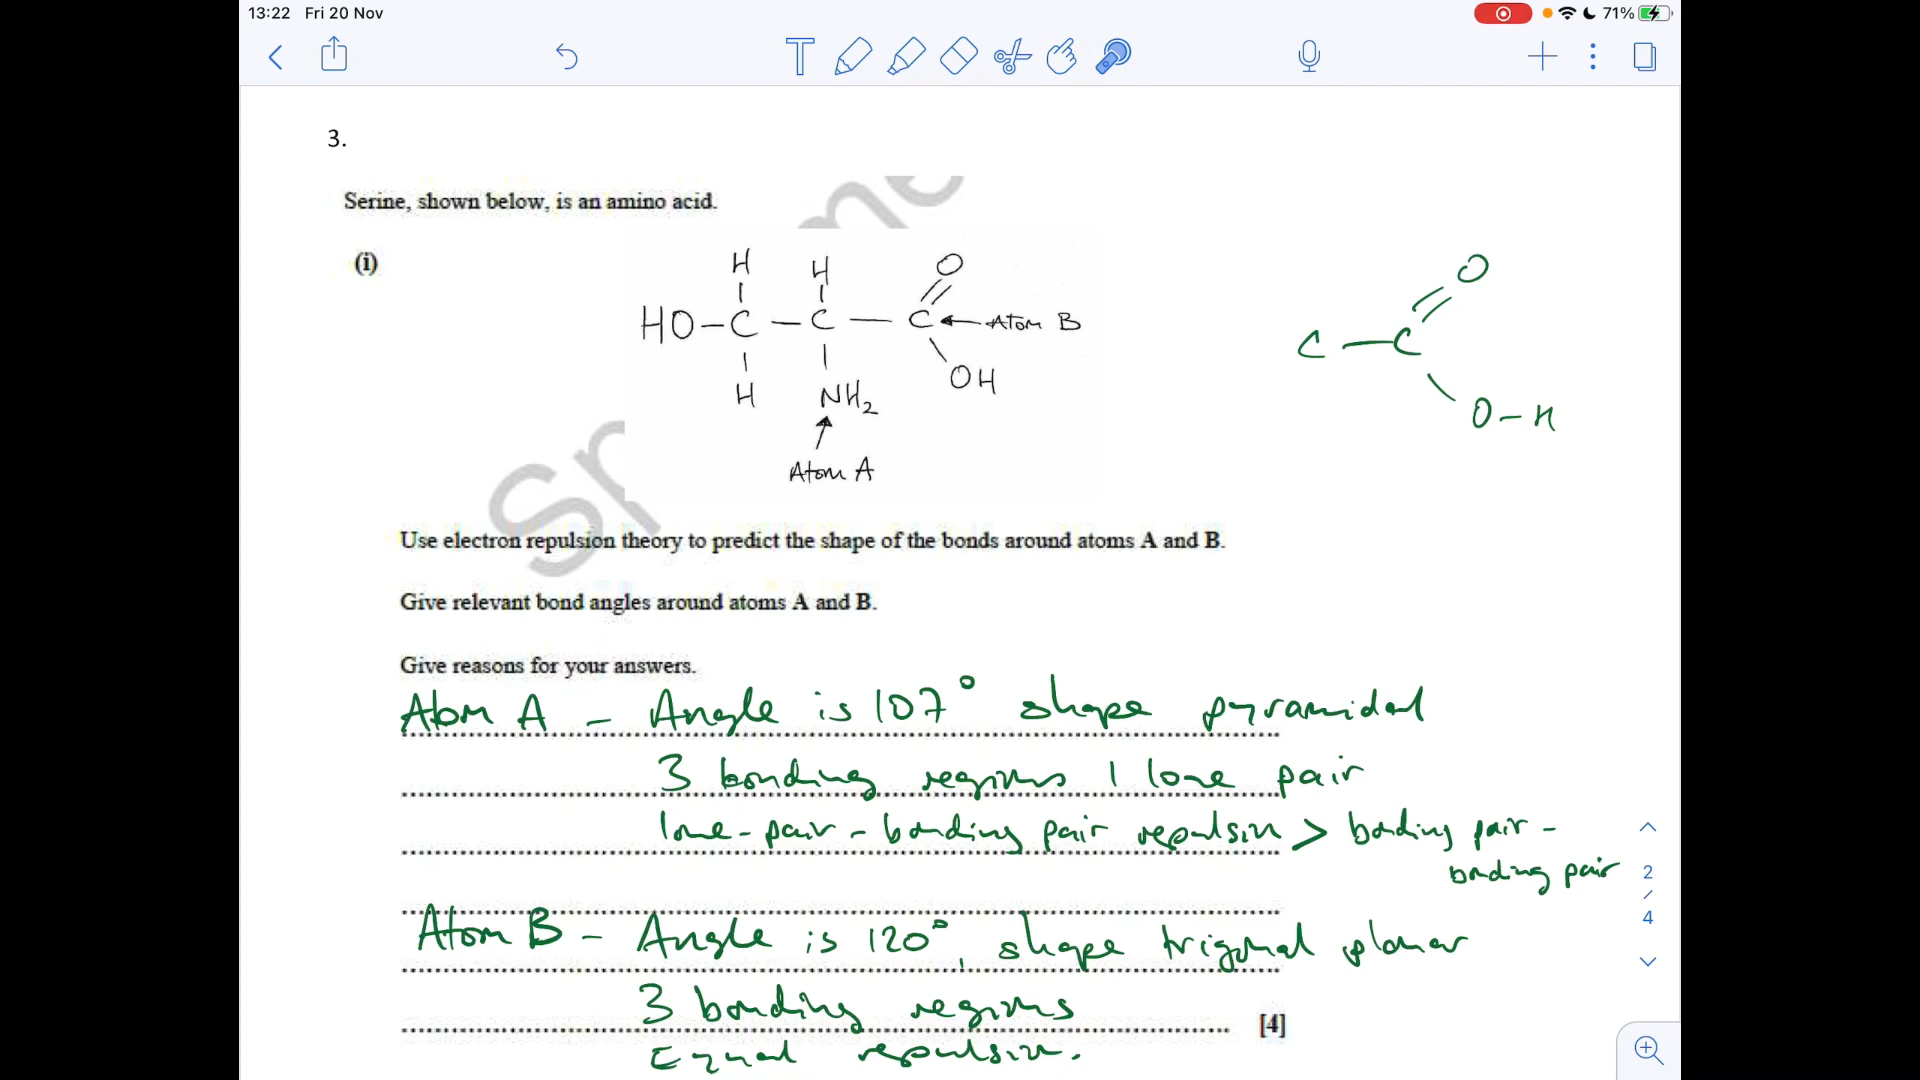 13:22 Fri 20 Nov
71%
3.
Serine, shown below, is an amino acid.
(i)
H H O
HO-C-C-C ← Atom B
H NH2 OH
Atom A
O
C-C
O-H
Use electron repulsion theory to predict the shape of the bonds around atoms A and B.
Give relevant bond angles around atoms A and B.
Give reasons for your answers.
Atom A - Angle is 107° shape pyramidal
3 bonding regions 1 lone pair
lone-pair-bonding pair repulsion > bonding pair-
bonding pair
2
/
4
Atom B - Angle is 120°, shape trigonal planar
3 bonding regions
[4]
Equal repulsion.